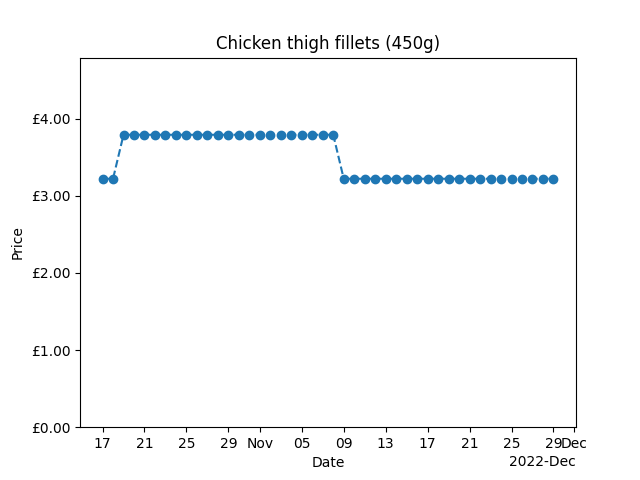 Chicken thigh fillets (450g)
£4.00
£3.00
£2.00
£1.00
£0.00
Price
17 21 25 29 Nov 05 09 13 17 21 25 29 Dec
Date
2022-Dec